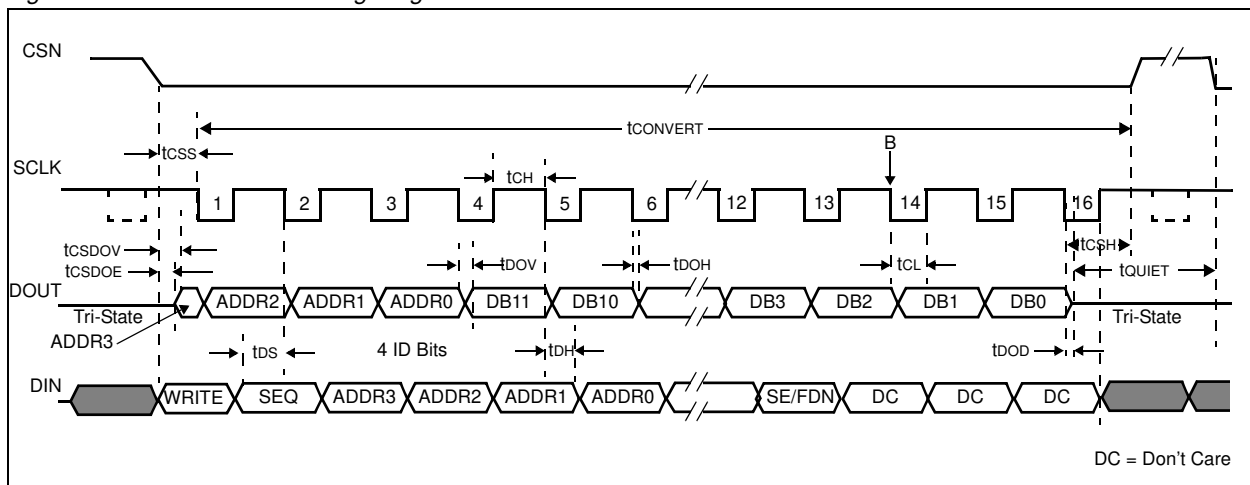 CSN
tCONVERT
tCSS
B
SCLK
tCH
1 2 3 4 5 6 12 13 14 15 16
tCSH
tCSDOV
tDOV
tDOH
tCL
tQUIET
tCSDOE
DOUT
ADDR2 ADDR1 ADDR0 DB11 DB10 DB3 DB2 DB1 DB0
Tri-State
Tri-State
ADDR3
tDS
4 ID Bits
tDH
tDOD
DIN
WRITE SEQ ADDR3 ADDR2 ADDR1 ADDR0 SE/FDN DC DC DC
DC = Don't Care